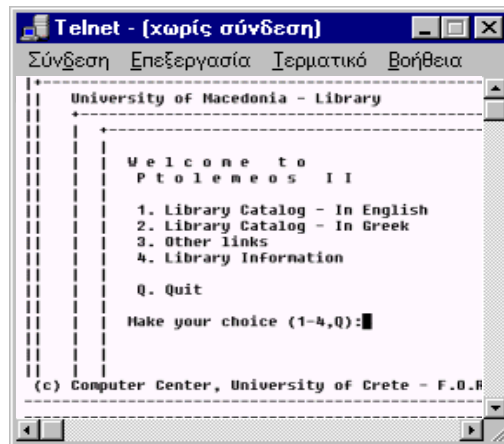 Telnet - (χωρίς σύνδεση)
Σύνδεση Επεξεργασία Τερματικό Βοήθεια
University of Macedonia - Library
W e l c o m e t o
P t o l e m e o s I I
1. Library Catalog - In English
2. Library Catalog - In Greek
3. Other links
4. Library Information
Q. Quit
Make your choice (1-4,Q):
(c) Computer Center, University of Crete - F.O.R